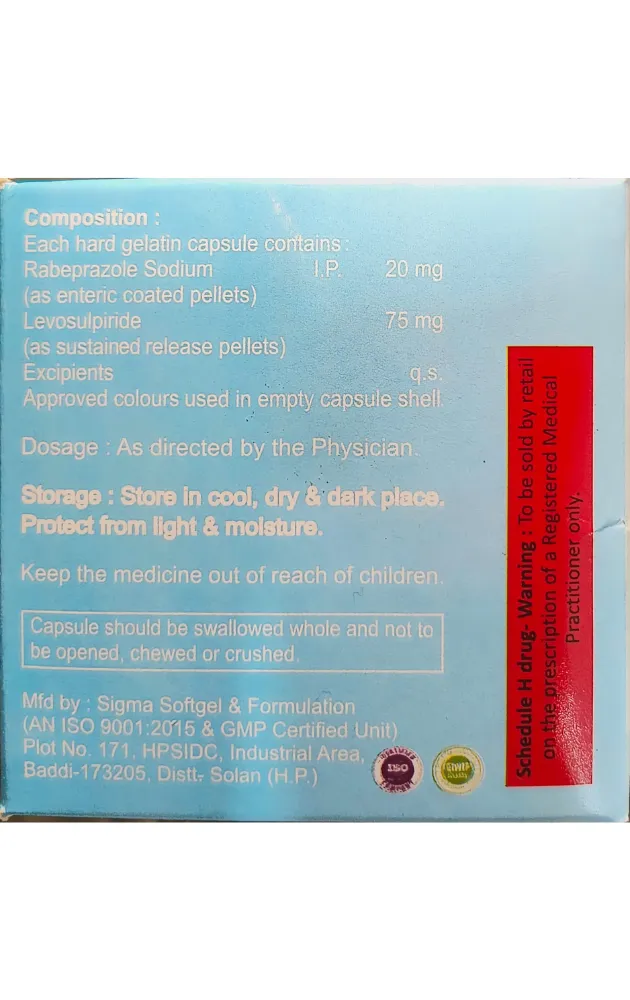 Composition :
Each hard gelatin capsule contains :
Rabeprazole Sodium I.P. 20 mg
(as enteric coated pellets)
Levosulpiride 75 mg
(as sustained release pellets)
Excipients q.s.
Approved colours used in empty capsule shell.
Dosage : As directed by the Physician.
Storage : Store in cool, dry & dark place.
Protect from light & moisture.
Keep the medicine out of reach of children.
Capsule should be swallowed whole and not to
be opened, chewed or crushed.
Mfd by : Sigma Softgel & Formulation
(AN ISO 9001:2015 & GMP Certified Unit)
Plot No. 171, HPSIDC, Industrial Area,
Baddi-173205, Distt- Solan (H.P.)
ISO
GMP
Schedule H drug- Warning : To be sold by retail
on the prescription of a Registered Medical
Practitioner only.